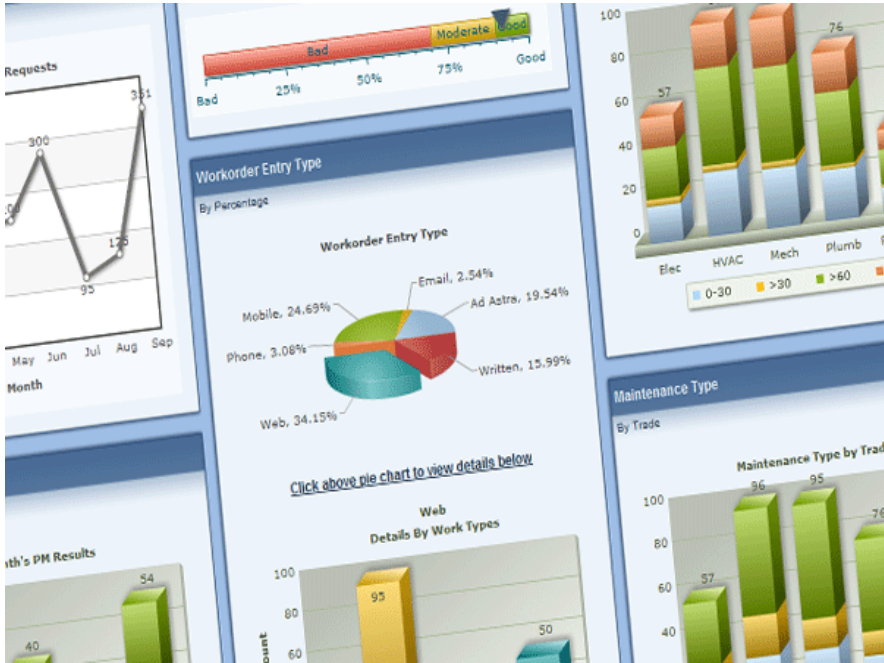 Requests
351
300
175
95
May Jun Jul Aug Sep
Month
Bad Moderate Good
Bad 25% 50% 75% Good
Workorder Entry Type
By Percentage
Workorder Entry Type
Email, 2.54%
Mobile, 24.69%
Ad Astra, 19.54%
Phone, 3.08%
Written, 15.99%
Web, 34.15%
Click above pie chart to view details below
Web
Details By Work Types
100
95
80
60
50
100
80
60
40
20
0
57
76
Elec HVAC Mech Plumb
0-30 >30 >60
Maintenance Type
By Trade
Maintenance Type by Trad
100
80
60
40
57
96
95
76
nth's PM Results
54
40